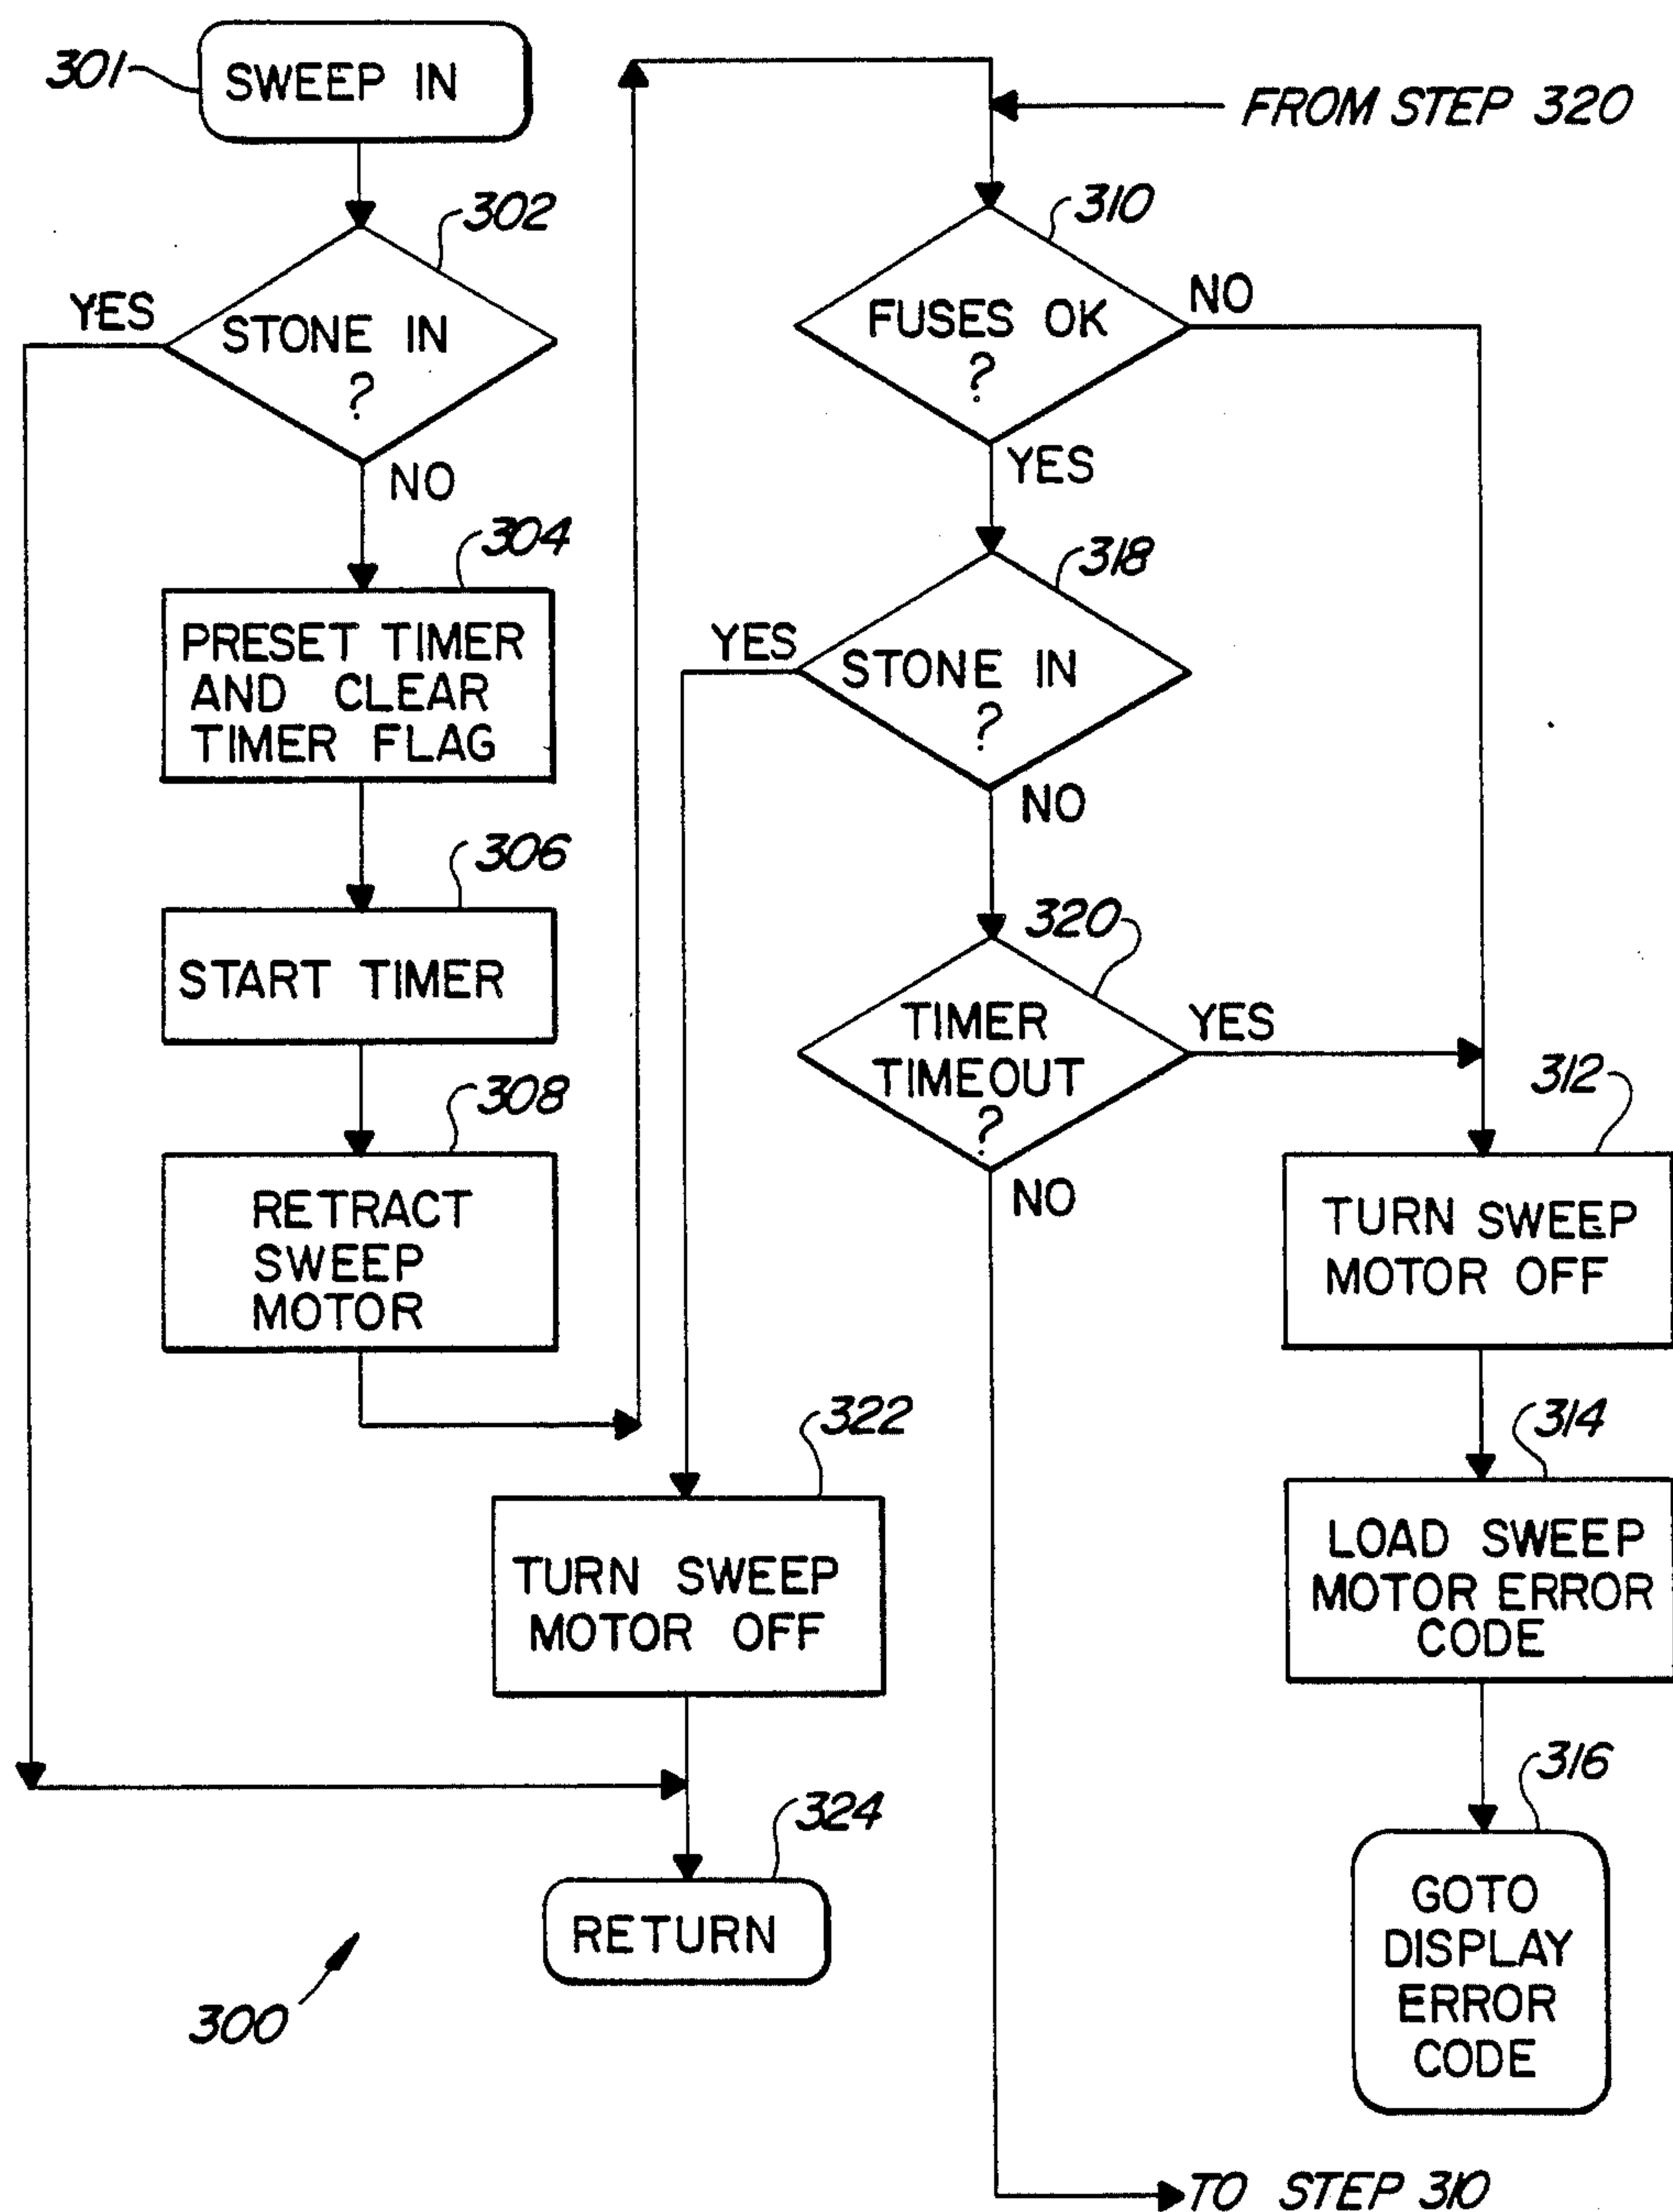 301
SWEEP IN
302
YES
STONE IN
?
NO
304
PRESET TIMER
AND CLEAR
TIMER FLAG
306
START TIMER
308
RETRACT
SWEEP
MOTOR
FROM STEP 320
310
FUSES OK
?
NO
YES
318
YES
STONE IN
?
NO
320
TIMER
TIMEOUT
?
YES
NO
312
TURN SWEEP
MOTOR OFF
314
LOAD SWEEP
MOTOR ERROR
CODE
316
GOTO
DISPLAY
ERROR
CODE
322
TURN SWEEP
MOTOR OFF
324
RETURN
300
TO STEP 310